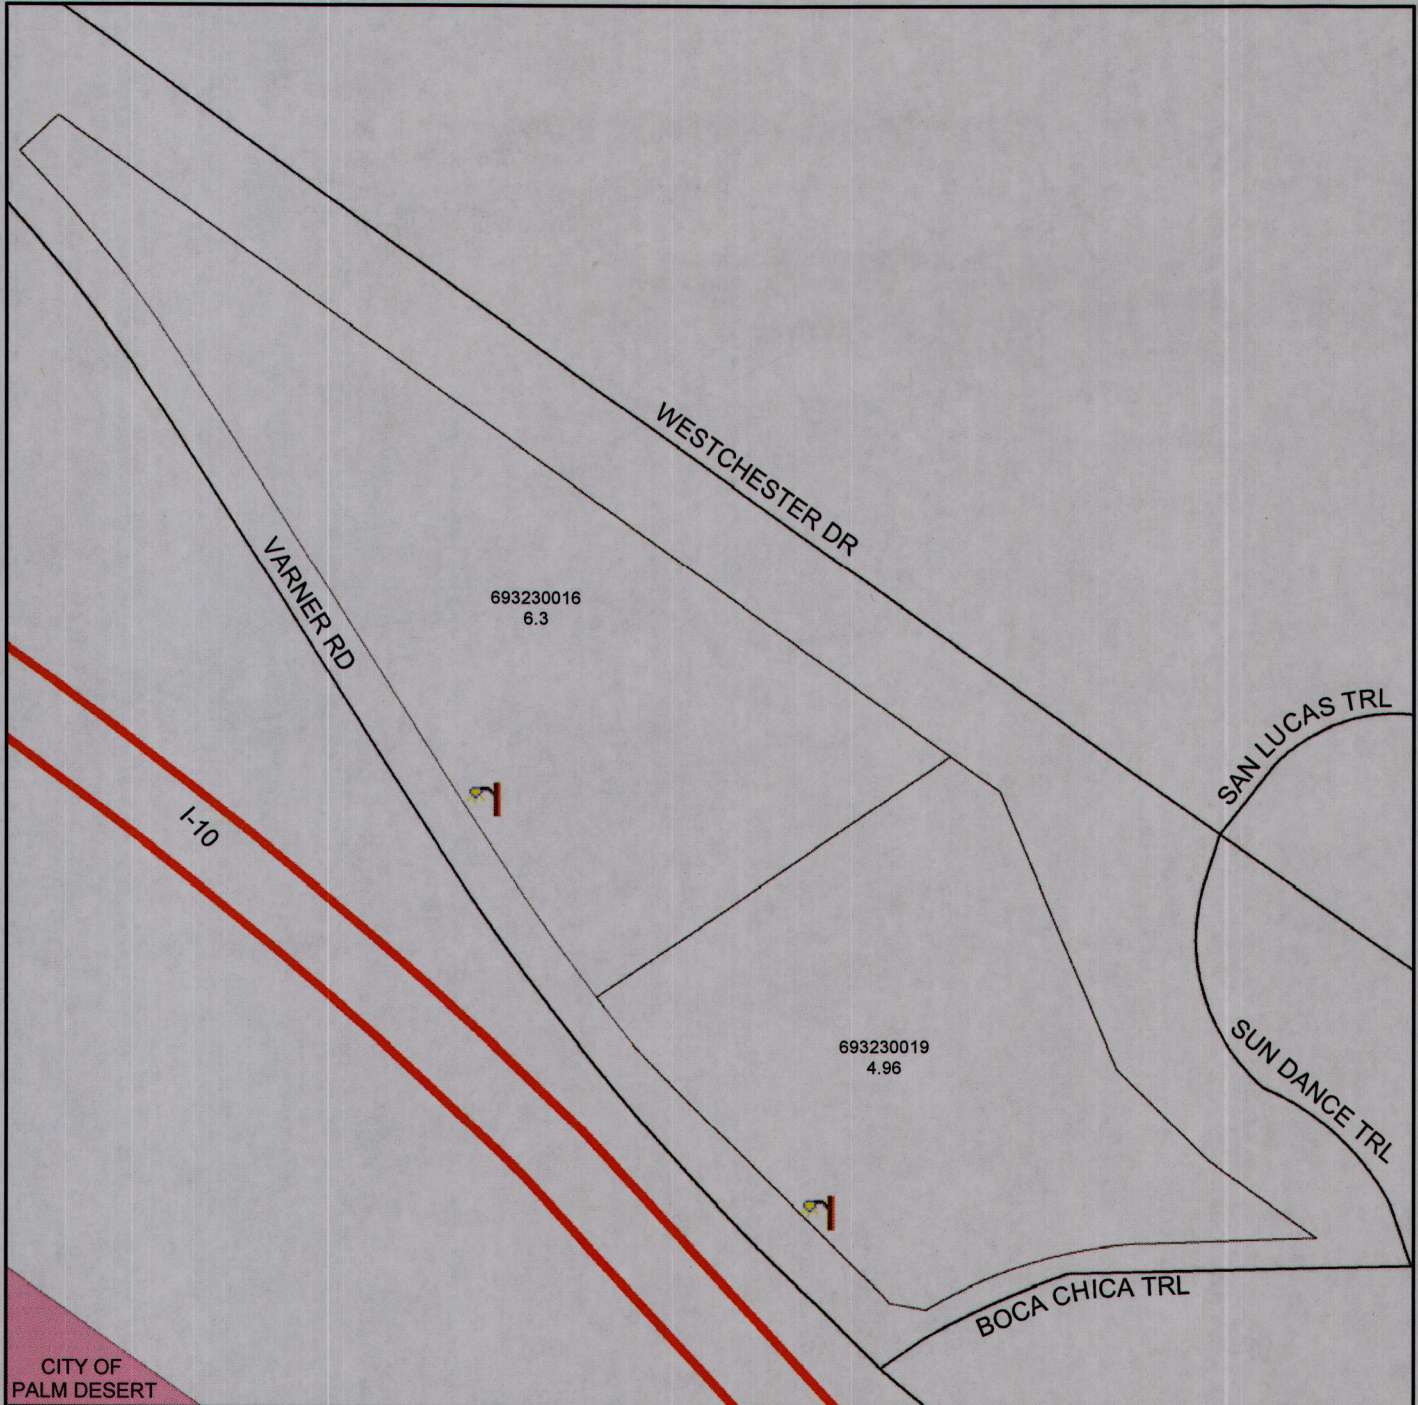 WESTCHESTER DR
VARNER RD
693230016
6.3
SAN LUCAS TRL
I-10
SUN DANCE TRL
693230019
4.96
BOCA CHICA TRL
CITY OF
PALM DESERT